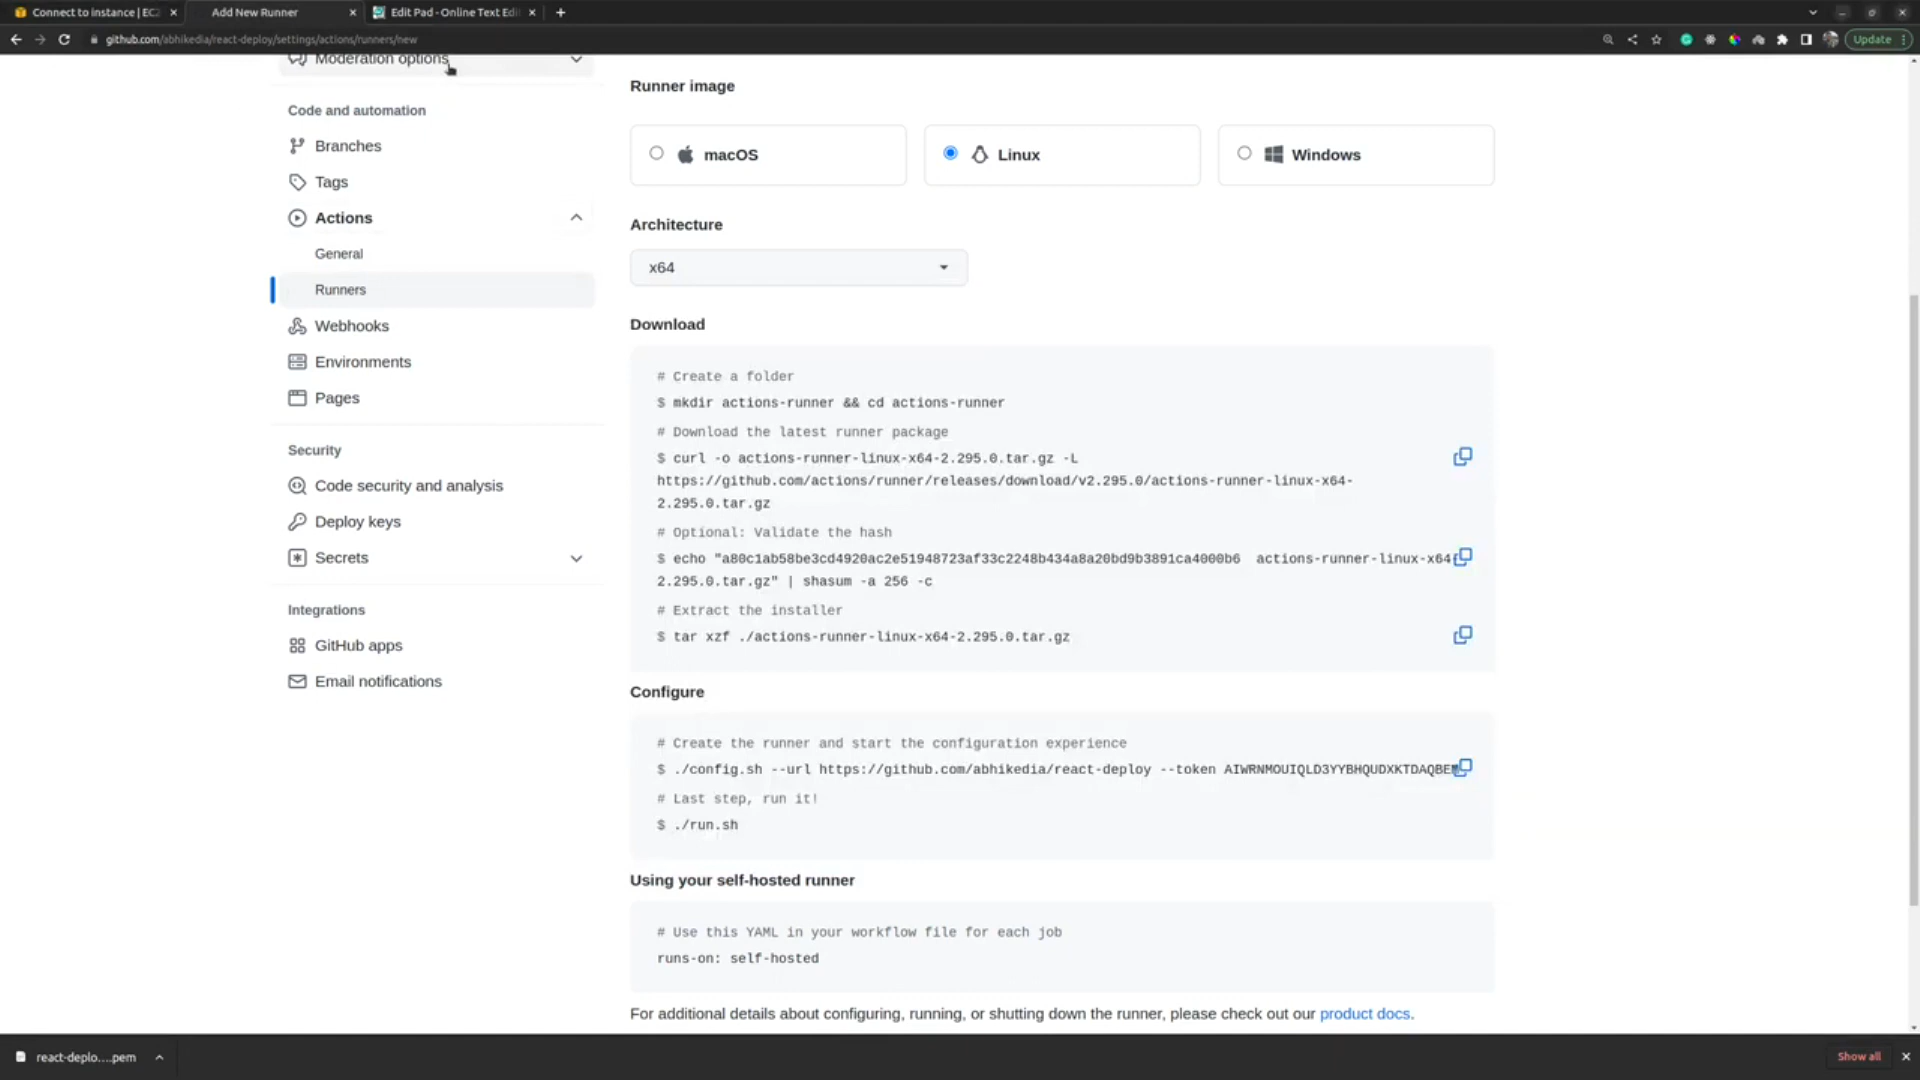 Connect to instance | EC2
Add New Runner
Edit Pad - Online Text Edi
github.com/abhikedia/react-deploy/settings/actions/runners/new
Update
Moderation options
Code and automation
Branches
Tags
Actions
General
Runners
Webhooks
Environments
Pages
Security
Code security and analysis
Deploy keys
Secrets
Integrations
GitHub apps
Email notifications
Runner image
macOS
Linux
Windows
Architecture
x64
Download
# Create a folder
$ mkdir actions-runner && cd actions-runner
# Download the latest runner package
$ curl -o actions-runner-linux-x64-2.295.0.tar.gz -L
https://github.com/actions/runner/releases/download/v2.295.0/actions-runner-linux-x64-
2.295.0.tar.gz
# Optional: Validate the hash
$ echo "a80c1ab58be3cd4920ac2e51948723af33c2248b434a8a20bd9b3891ca4000b6  actions-runner-linux-x64
2.295.0.tar.gz" | shasum -a 256 -c
# Extract the installer
$ tar xzf ./actions-runner-linux-x64-2.295.0.tar.gz
Configure
# Create the runner and start the configuration experience
$ ./config.sh --url https://github.com/abhikedia/react-deploy --token AIWRNMOUIQLD3YYBHQUDXKTDAQBE
# Last step, run it!
$ ./run.sh
Using your self-hosted runner
# Use this YAML in your workflow file for each job
runs-on: self-hosted
For additional details about configuring, running, or shutting down the runner, please check out our product docs.
react-deplo....pem
Show all